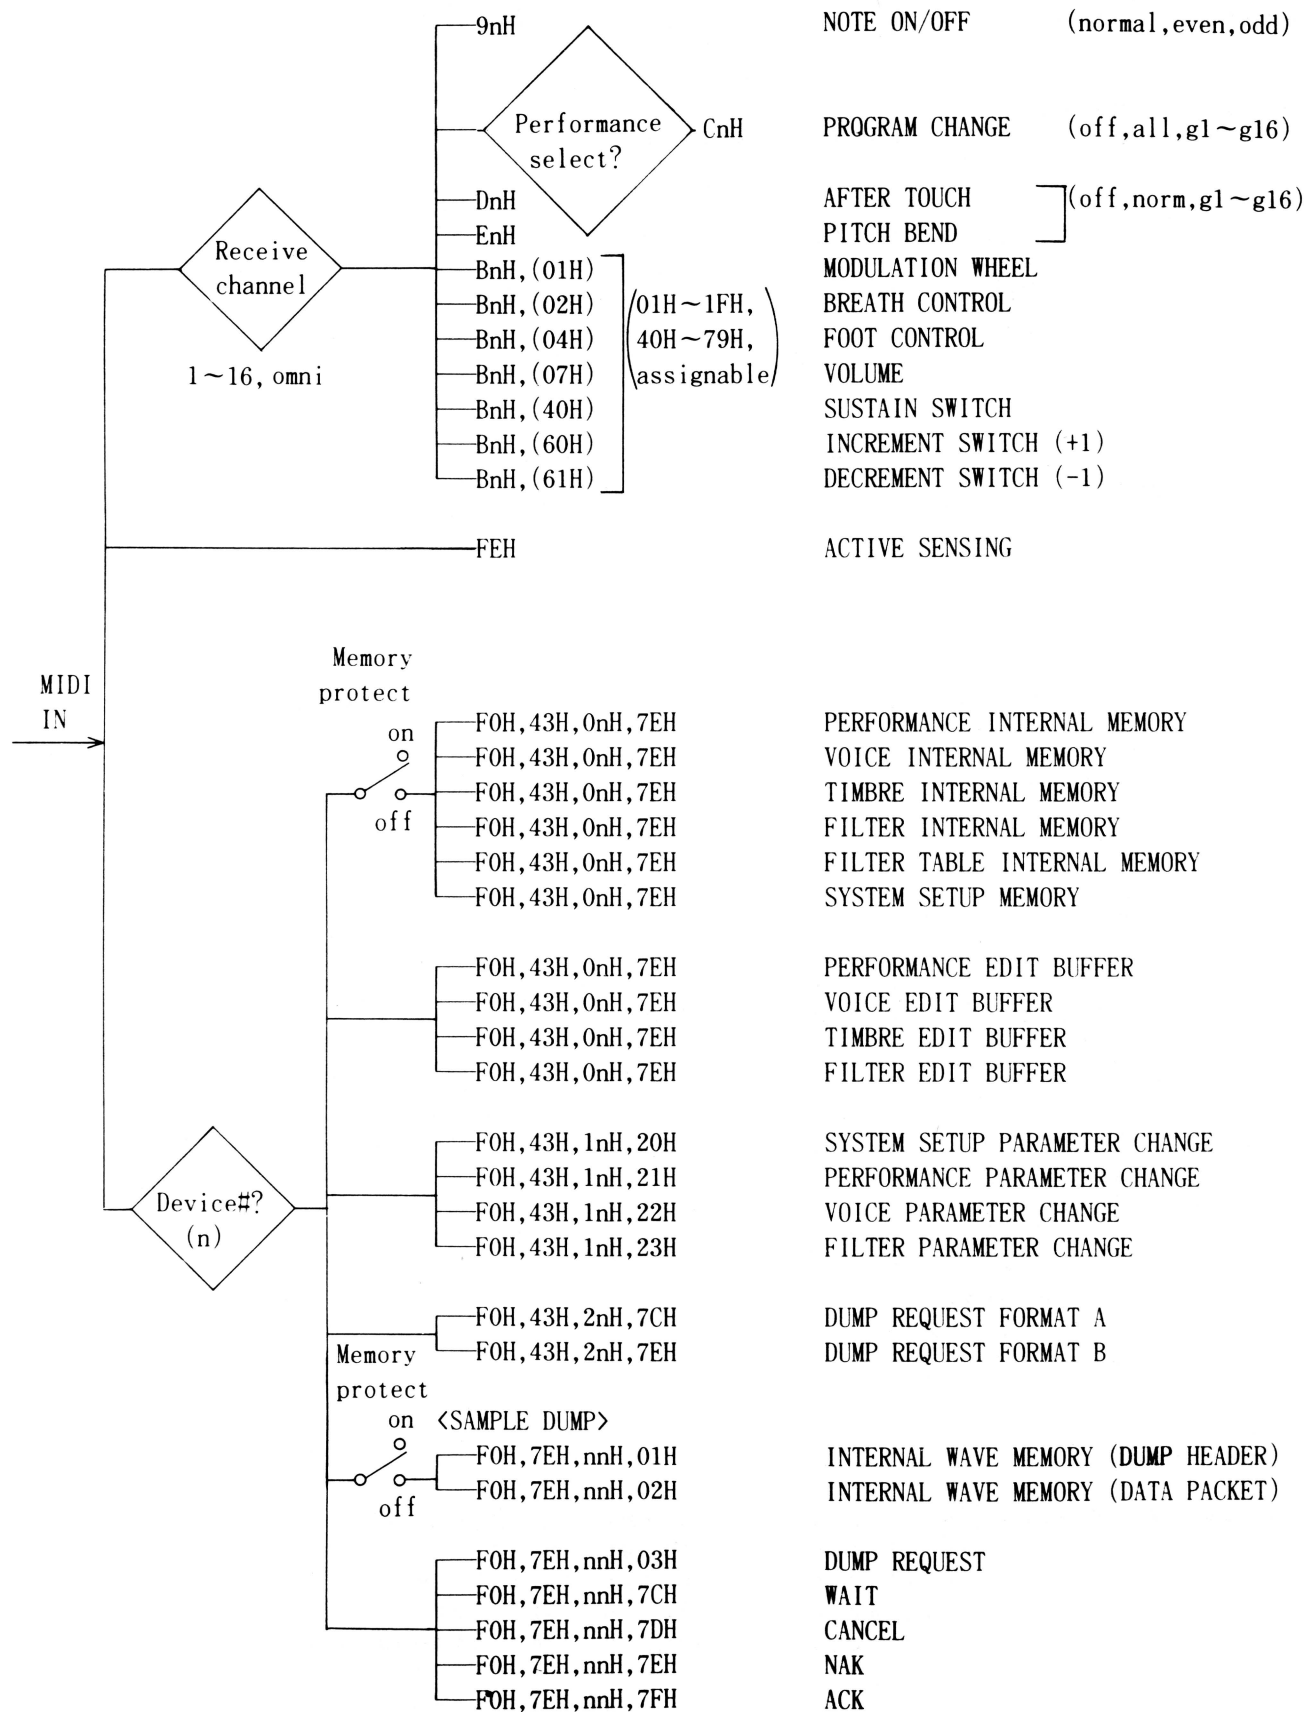 9nH NOTE ON/OFF (normal,even,odd)
Performance
select? CnH PROGRAM CHANGE (off,all,g1~g16)
DnH AFTER TOUCH (off,norm,g1~g16)
EnH PITCH BEND
Receive
channel
1~16, omni
BnH,(01H) MODULATION WHEEL
BnH,(02H) (01H~1FH, BREATH CONTROL
BnH,(04H) 40H~79H, FOOT CONTROL
BnH,(07H) assignable) VOLUME
BnH,(40H) SUSTAIN SWITCH
BnH,(60H) INCREMENT SWITCH (+1)
BnH,(61H) DECREMENT SWITCH (-1)
FEH ACTIVE SENSING
MIDI
IN
Memory
protect
on
off
F0H,43H,0nH,7EH PERFORMANCE INTERNAL MEMORY
F0H,43H,0nH,7EH VOICE INTERNAL MEMORY
F0H,43H,0nH,7EH TIMBRE INTERNAL MEMORY
F0H,43H,0nH,7EH FILTER INTERNAL MEMORY
F0H,43H,0nH,7EH FILTER TABLE INTERNAL MEMORY
F0H,43H,0nH,7EH SYSTEM SETUP MEMORY
F0H,43H,0nH,7EH PERFORMANCE EDIT BUFFER
F0H,43H,0nH,7EH VOICE EDIT BUFFER
F0H,43H,0nH,7EH TIMBRE EDIT BUFFER
F0H,43H,0nH,7EH FILTER EDIT BUFFER
Device#?
(n)
F0H,43H,1nH,20H SYSTEM SETUP PARAMETER CHANGE
F0H,43H,1nH,21H PERFORMANCE PARAMETER CHANGE
F0H,43H,1nH,22H VOICE PARAMETER CHANGE
F0H,43H,1nH,23H FILTER PARAMETER CHANGE
F0H,43H,2nH,7CH DUMP REQUEST FORMAT A
F0H,43H,2nH,7EH DUMP REQUEST FORMAT B
Memory
protect
on <SAMPLE DUMP>
off
F0H,7EH,nnH,01H INTERNAL WAVE MEMORY (DUMP HEADER)
F0H,7EH,nnH,02H INTERNAL WAVE MEMORY (DATA PACKET)
F0H,7EH,nnH,03H DUMP REQUEST
F0H,7EH,nnH,7CH WAIT
F0H,7EH,nnH,7DH CANCEL
F0H,7EH,nnH,7EH NAK
F0H,7EH,nnH,7FH ACK